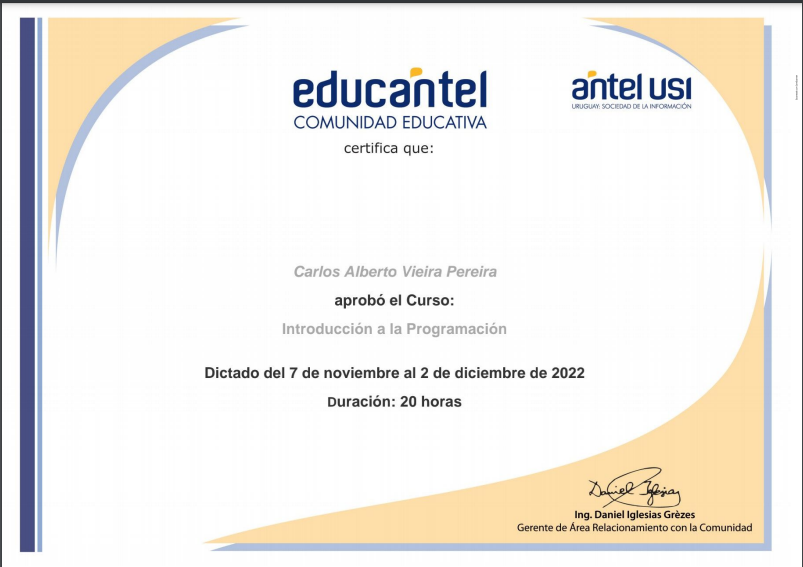 educantel
COMUNIDAD EDUCATIVA
antel usi
URUGUAY: SOCIEDAD DE LA INFORMACIÓN
certifica que:
Carlos Alberto Vieira Pereira
aprobó el Curso:
Introducción a la Programación
Dictado del 7 de noviembre al 2 de diciembre de 2022
Duración: 20 horas
Daniel Iglesias
Ing. Daniel Iglesias Grèzes
Gerente de Área Relacionamiento con la Comunidad